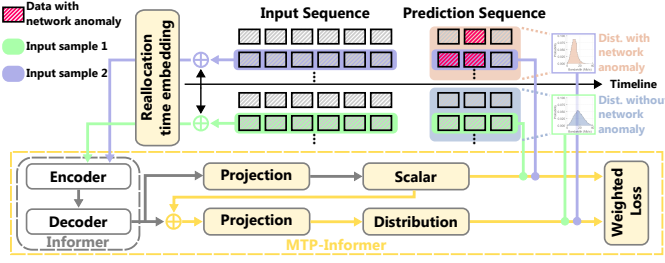 Data with
network anomaly
Input sample 1
Input sample 2
Reallocation
time embedding
Input Sequence
Prediction Sequence
Dist. with
network
anomaly
Timeline
Dist. without
network
anomaly
Encoder
Decoder
Informer
Projection
Scalar
Projection
Distribution
MTP-Informer
Weighted
Loss